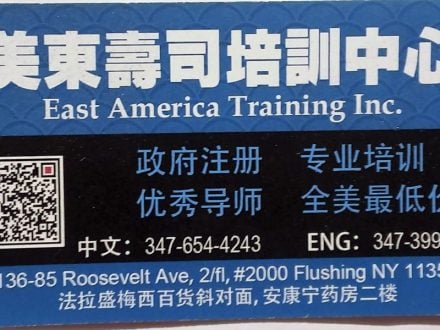 美東壽司培訓中心
East America Training Inc.
政府注册 专业培训
优秀导师 全美最低
中文：347-654-4243 ENG: 347-399
136-85 Roosevelt Ave, 2/fl, #2000 Flushing NY 1135
法拉盛梅西百货斜对面, 安康宁药房二楼